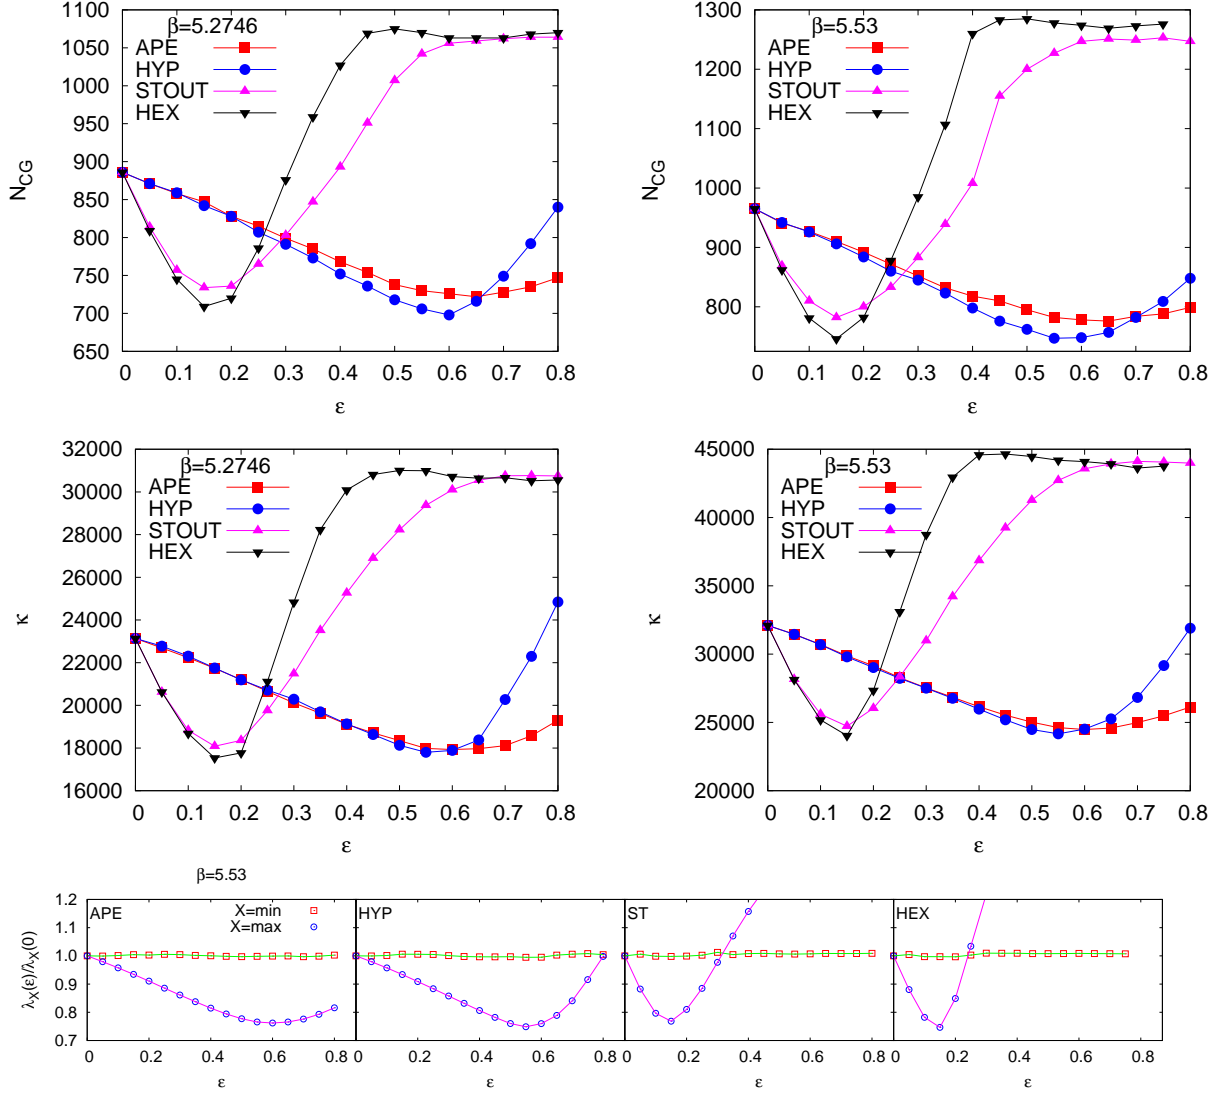 β=5.2746
APE
HYP
STOUT
HEX
1100
1050
1000
950
900
850
800
750
700
650
N_CG
0 0.1 0.2 0.3 0.4 0.5 0.6 0.7 0.8
ε
β=5.53
APE
HYP
STOUT
HEX
1300
1200
1100
1000
900
800
N_CG
0 0.1 0.2 0.3 0.4 0.5 0.6 0.7 0.8
ε
β=5.2746
APE
HYP
STOUT
HEX
32000
30000
28000
26000
24000
22000
20000
18000
16000
κ
0 0.1 0.2 0.3 0.4 0.5 0.6 0.7 0.8
ε
β=5.53
APE
HYP
STOUT
HEX
45000
40000
35000
30000
25000
20000
κ
0 0.1 0.2 0.3 0.4 0.5 0.6 0.7 0.8
ε
β=5.53
APE
X=min
X=max
HYP
ST
HEX
1.2
1.1
1.0
0.9
0.8
0.7
λ_X(ε)/λ_X(0)
0 0.2 0.4 0.6 0.8
0 0.2 0.4 0.6 0.8
0 0.2 0.4 0.6 0.8
0 0.2 0.4 0.6 0.8
ε
ε
ε
ε